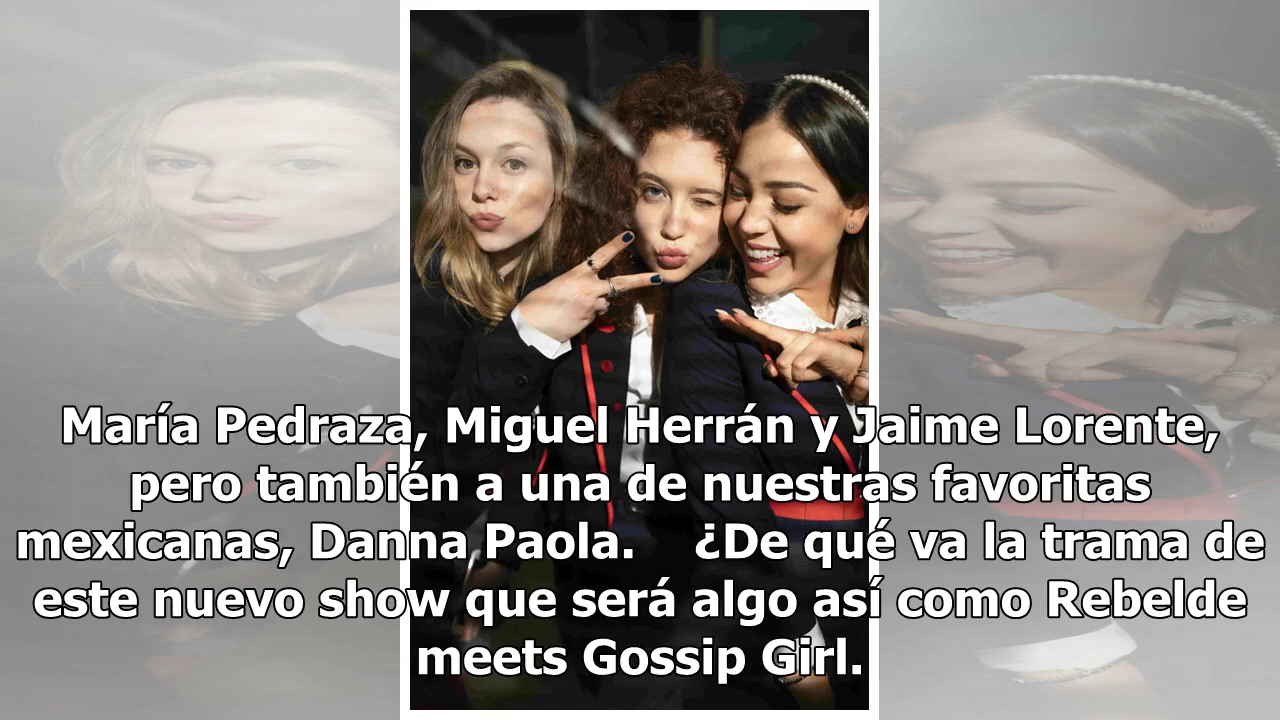 María Pedraza, Miguel Herrán y Jaime Lorente,
pero también a una de nuestras favoritas
mexicanas, Danna Paola. ¿De qué va la trama de
este nuevo show que será algo así como Rebelde
meets Gossip Girl.